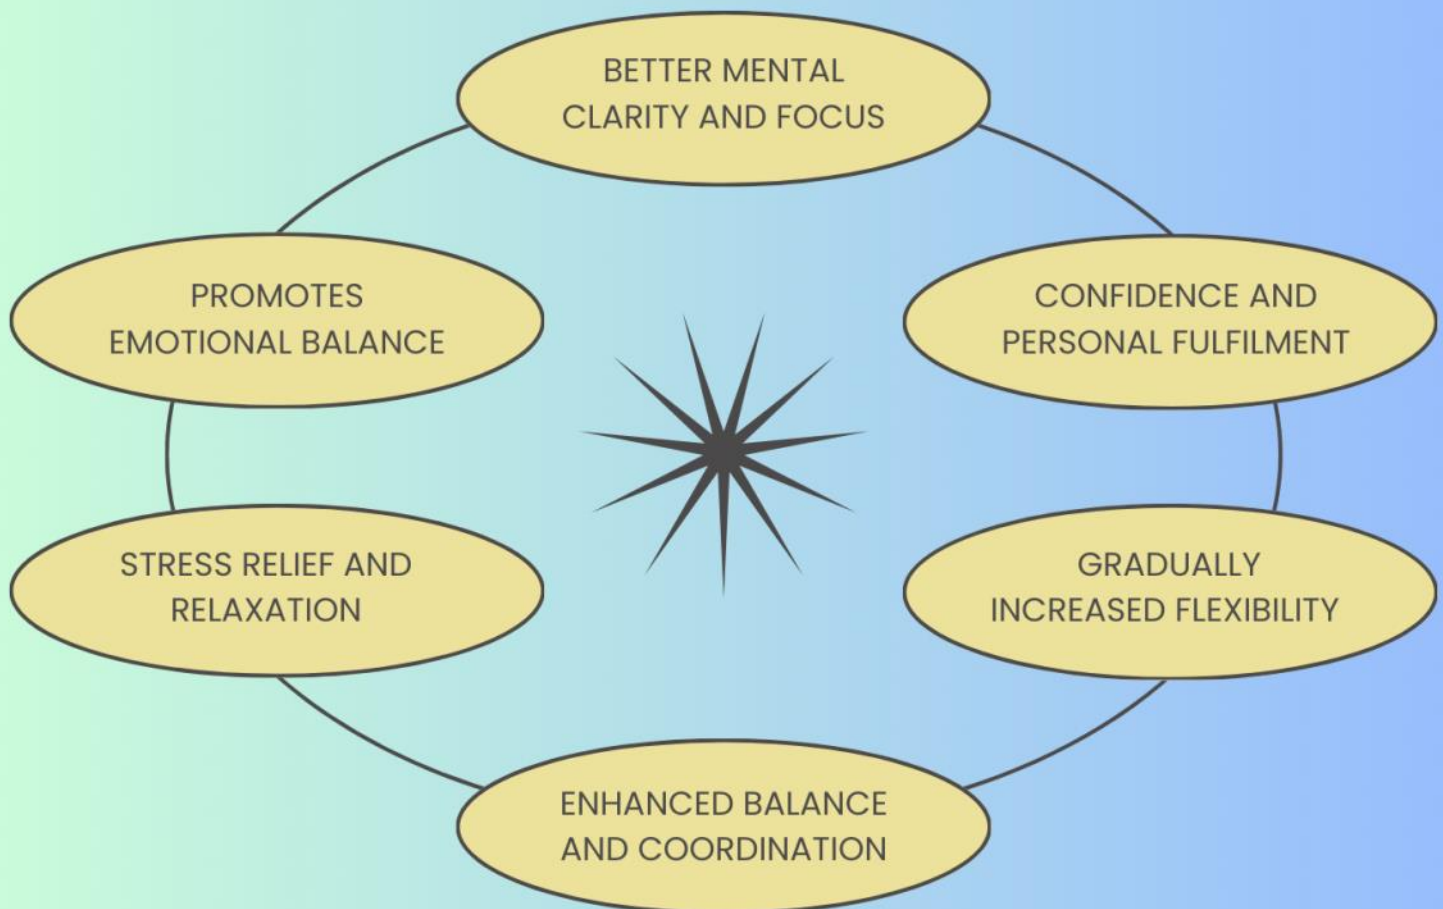 BETTER MENTAL
CLARITY AND FOCUS
PROMOTES
EMOTIONAL BALANCE
CONFIDENCE AND
PERSONAL FULFILMENT
STRESS RELIEF AND
RELAXATION
GRADUALLY
INCREASED FLEXIBILITY
ENHANCED BALANCE
AND COORDINATION